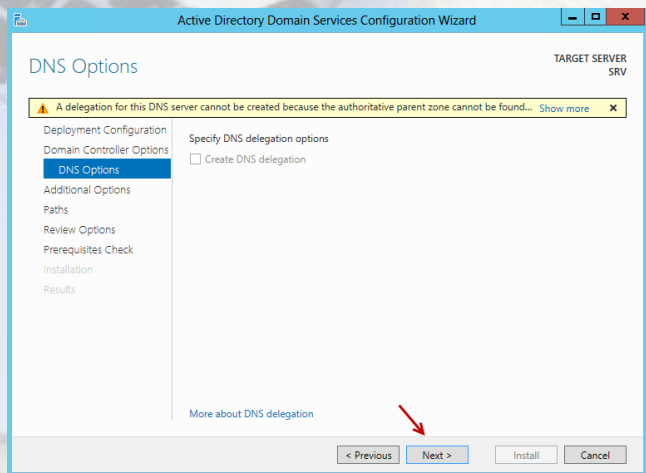 Active Directory Domain Services Configuration Wizard
DNS Options
TARGET SERVER
SRV
A delegation for this DNS server cannot be created because the authoritative parent zone cannot be found... Show more x
Deployment Configuration
Domain Controller Options
DNS Options
Additional Options
Paths
Review Options
Prerequisites Check
Installation
Results
Specify DNS delegation options
Create DNS delegation
More about DNS delegation
< Previous
Next >
Install
Cancel